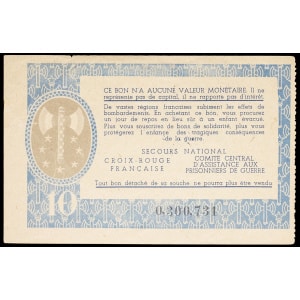 CE BON N'A AUCUNE VALEUR MONETAIRE. Il ne
représente pas de capital, il ne rapporte pas d'intérêt.
De vastes régions françaises subissent les effets de
bombardements. En achetant ce bon, vous procurez
un jour de repos en lieu sûr à un enfant évacué.
Plus vous souscrirez de bons de solidarité, plus vous
protégerez l'enfance des tragiques conséquences
de la guerre.
SECOURS NATIONAL
CROIX-ROUGE FRANÇAISE
COMITÉ CENTRAL D'ASSISTANCE AUX PRISONNIERS DE GUERRE
Tout bon détaché de sa souche ne pourra plus être vendu
10F
0.300.731